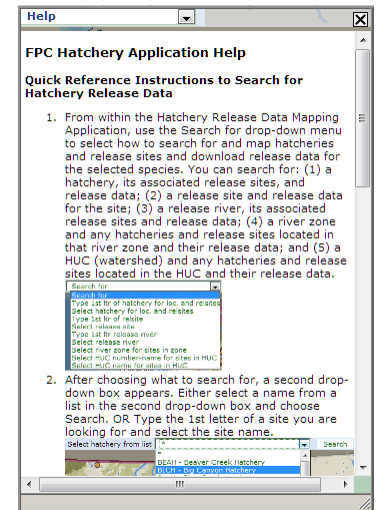 Help
FPC Hatchery Application Help
Quick Reference Instructions to Search for
Hatchery Release Data
1. From within the Hatchery Release Data Mapping
Application, use the Search for drop-down menu
to select how to search for and map hatcheries
and release sites and download release data for
the selected species. You can search for: (1) a
hatchery, its associated release sites, and
release data; (2) a release site and release data
for the site; (3) a release river, its associated
release sites and release data; (4) a river zone
and any hatcheries and release sites located in
that river zone and their release data; and (5) a
HUC (watershed) and any hatcheries and release
sites located in the HUC and their release data.
Search for
Search for
Type 1st ltr of hatchery for loc. and relsites
Select hatchery for loc. and relsites
Type 1st ltr of relsite
Select release site
Type 1st ltr release river
Select release river
Select river zone for sites in zone
Select HUC number-name for sites in HUC
Select HUC name for sites in HUC
2. After choosing what to search for, a second drop-
down box appears. Either select a name from a
list in the second drop-down box and choose
Search. OR Type the 1st letter of a site you are
looking for and select the site name.
Select hatchery from list * Search
*
BEAH - Beaver Creek Hatchery
BICH - Big Canyon Hatchery